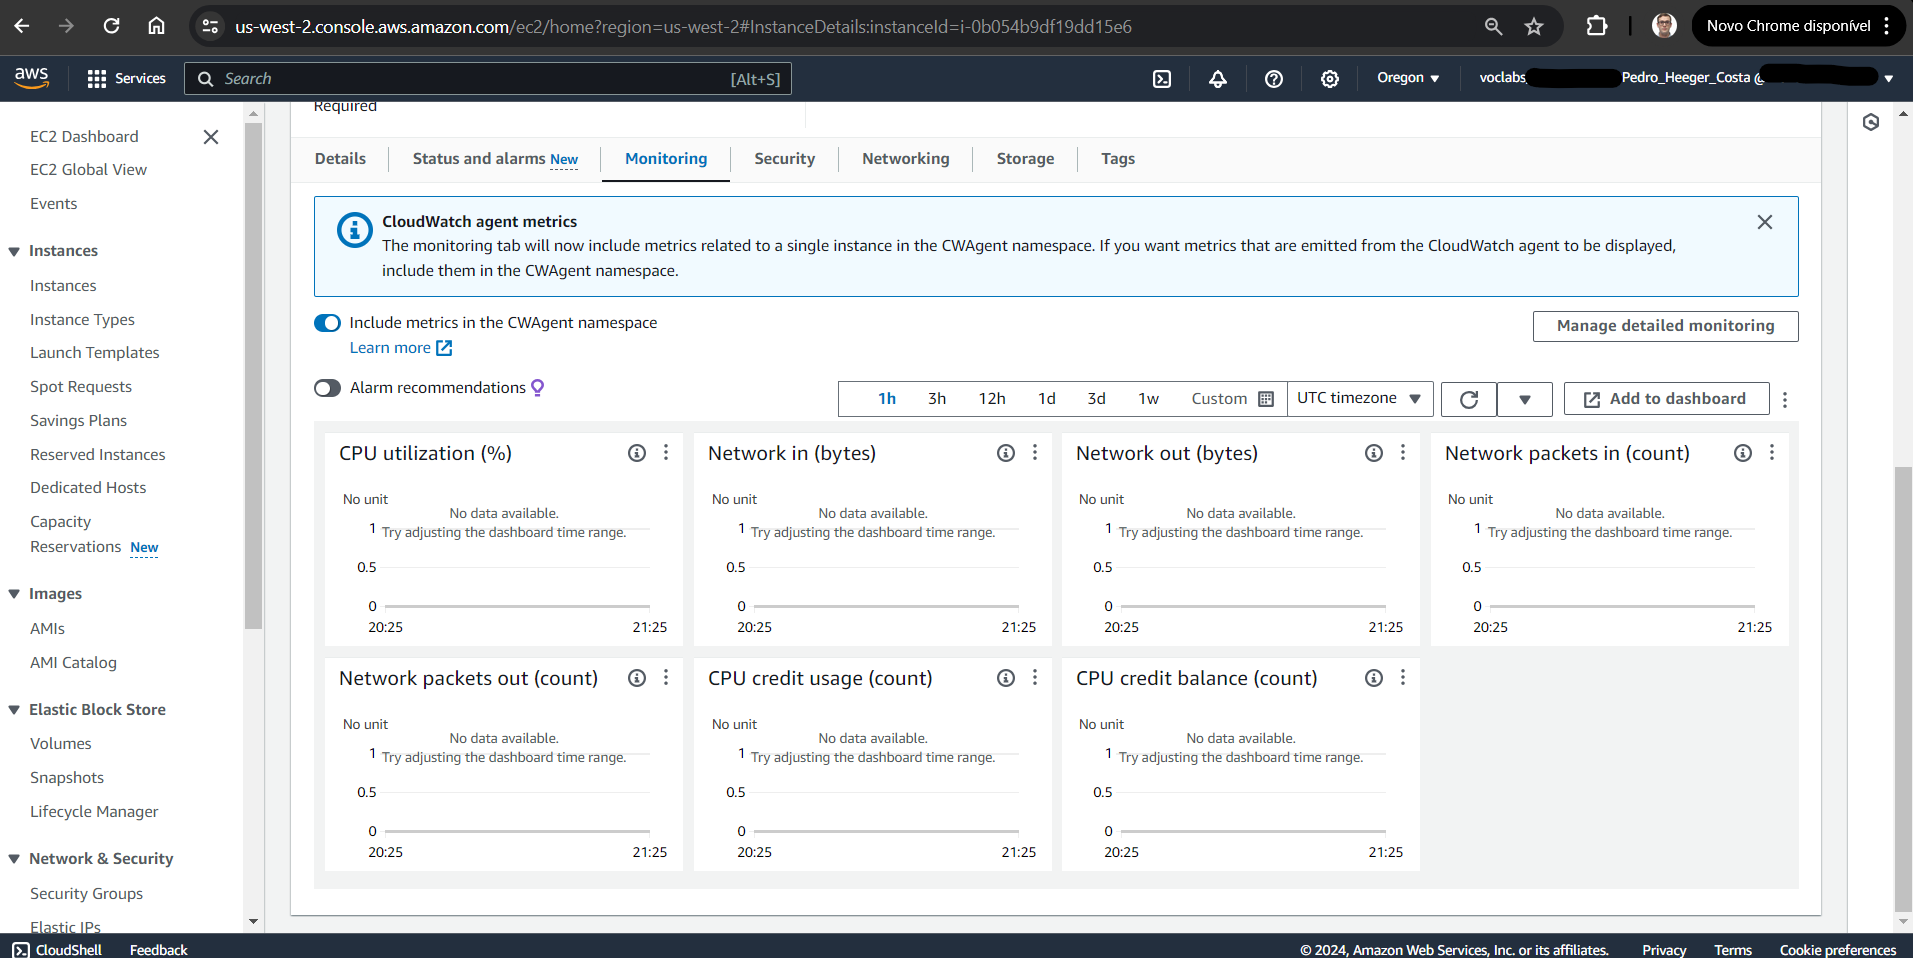 us-west-2.console.aws.amazon.com/ec2/home?region=us-west-2#InstanceDetails:instanceId=i-0b054b9df19dd15e6
Novo Chrome disponível
aws
Services
Search
[Alt+S]
Oregon
voclabs
Pedro_Heeger_Costa @
EC2 Dashboard
EC2 Global View
Events
Instances
Instances
Instance Types
Launch Templates
Spot Requests
Savings Plans
Reserved Instances
Dedicated Hosts
Capacity
Reservations New
Images
AMIs
AMI Catalog
Elastic Block Store
Volumes
Snapshots
Lifecycle Manager
Network & Security
Security Groups
Elastic IPs
Required
Details
Status and alarms New
Monitoring
Security
Networking
Storage
Tags
CloudWatch agent metrics
The monitoring tab will now include metrics related to a single instance in the CWAgent namespace. If you want metrics that are emitted from the CloudWatch agent to be displayed,
include them in the CWAgent namespace.
Include metrics in the CWAgent namespace
Learn more
Manage detailed monitoring
Alarm recommendations
1h
3h
12h
1d
3d
1w
Custom
UTC timezone
Add to dashboard
CPU utilization (%)
No unit
No data available.
1
Try adjusting the dashboard time range.
0.5
0
20:25
21:25
Network in (bytes)
No unit
No data available.
1
Try adjusting the dashboard time range.
0.5
0
20:25
21:25
Network out (bytes)
No unit
No data available.
1
Try adjusting the dashboard time range.
0.5
0
20:25
21:25
Network packets in (count)
No unit
No data available.
1
Try adjusting the dashboard time range.
0.5
0
20:25
21:25
Network packets out (count)
No unit
No data available.
1
Try adjusting the dashboard time range.
0.5
0
20:25
21:25
CPU credit usage (count)
No unit
No data available.
1
Try adjusting the dashboard time range.
0.5
0
20:25
21:25
CPU credit balance (count)
No unit
No data available.
1
Try adjusting the dashboard time range.
0.5
0
20:25
21:25
CloudShell
Feedback
© 2024, Amazon Web Services, Inc. or its affiliates.
Privacy
Terms
Cookie preferences